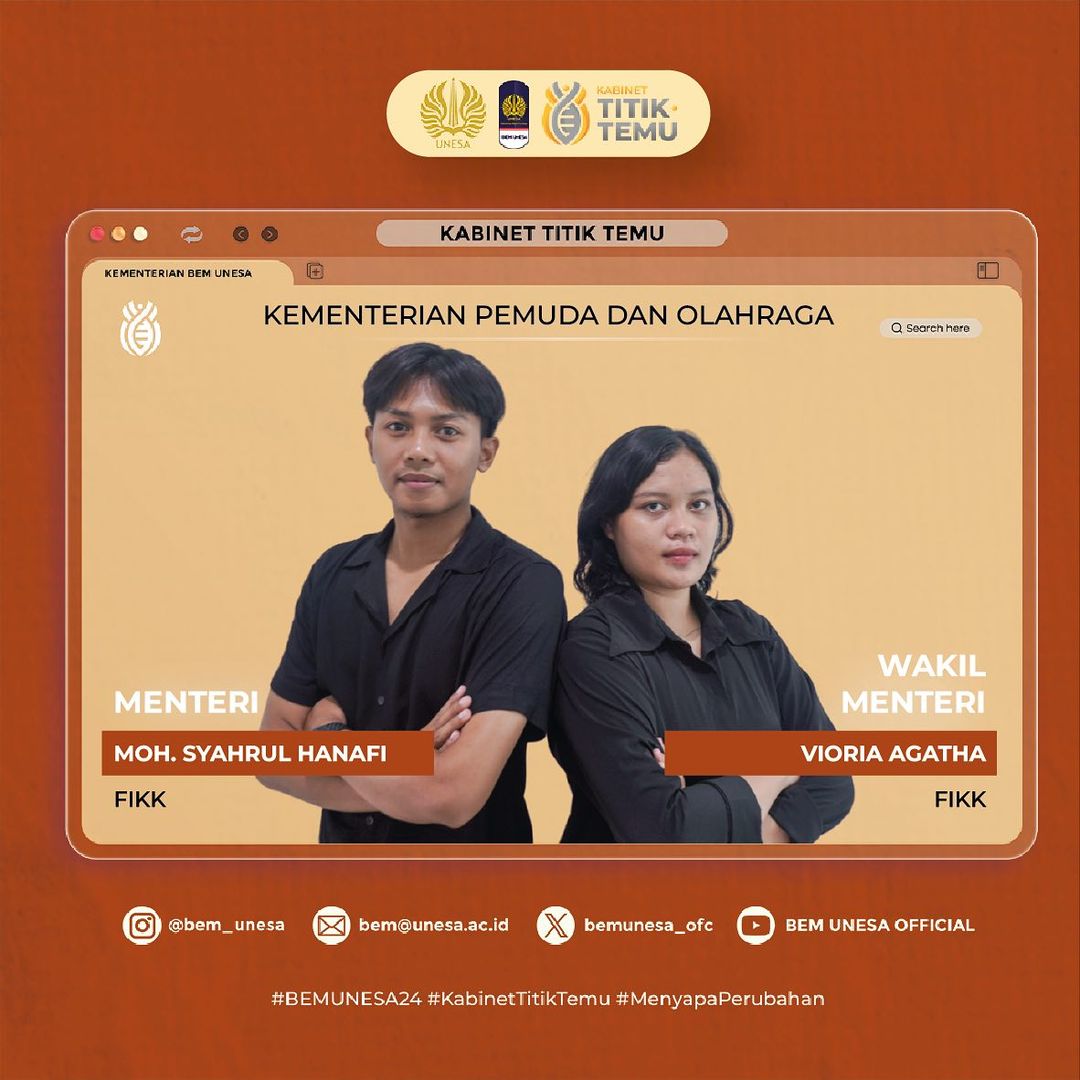 UNESA
BEM UNESA
KABINET
TITIK
TEMU
KABINET TITIK TEMU
KEMENTERIAN BEM UNESA
KEMENTERIAN PEMUDA DAN OLAHRAGA
Search here
MENTERI
MOH. SYAHRUL HANAFI
FIKK
WAKIL
MENTERI
VIORIA AGATHA
FIKK
@bem_unesa
bem@unesa.ac.id
bemunesa_ofc
BEM UNESA OFFICIAL
#BEMUNESA24 #KabinetTitikTemu #MenyapaPerubahan